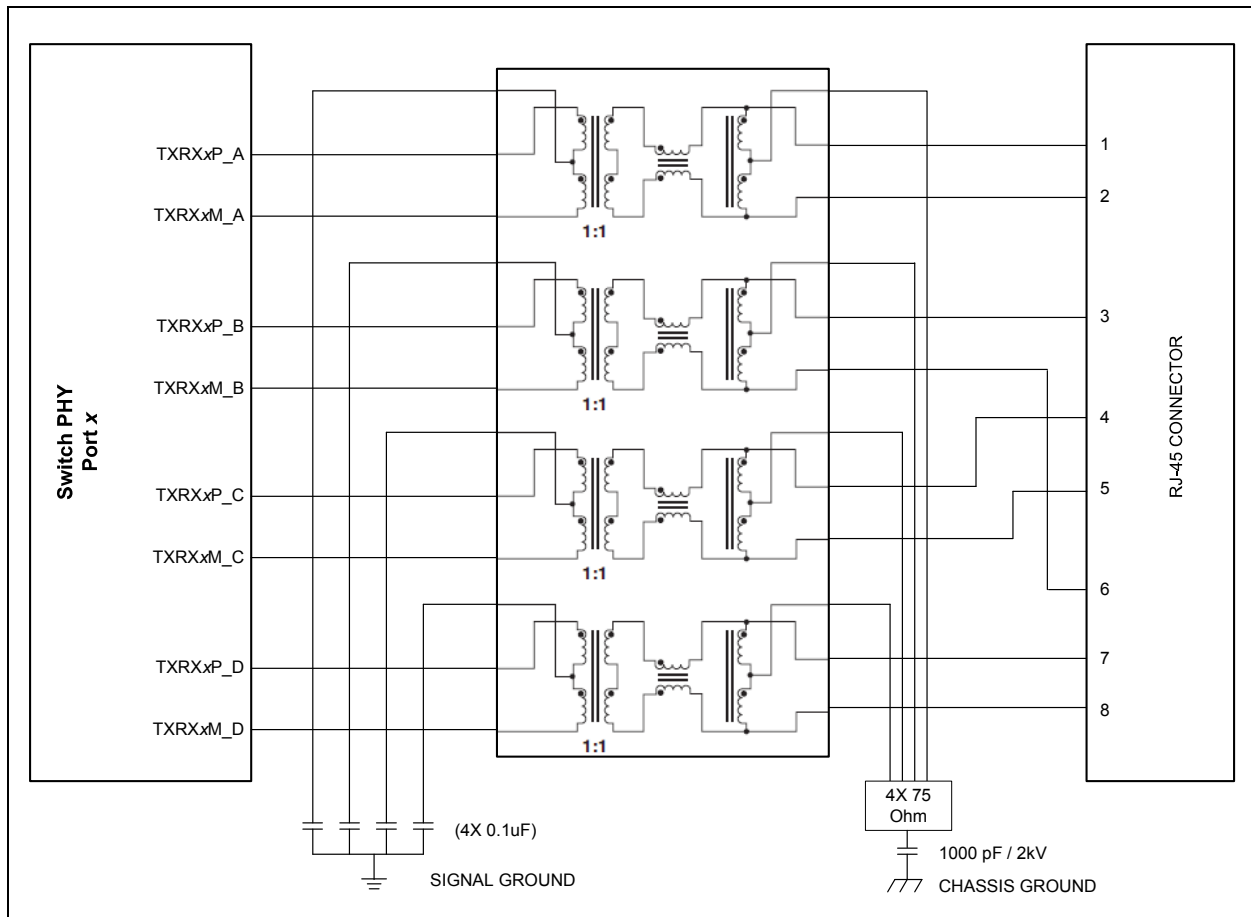 Switch PHY
Port x
TXRXxP_A
TXRXxM_A
TXRXxP_B
TXRXxM_B
TXRXxP_C
TXRXxM_C
TXRXxP_D
TXRXxM_D
1:1
1:1
1:1
1:1
1
2
3
4
5
6
7
8
RJ-45 CONNECTOR
(4X 0.1uF)
SIGNAL GROUND
4X 75
Ohm
1000 pF / 2kV
CHASSIS GROUND